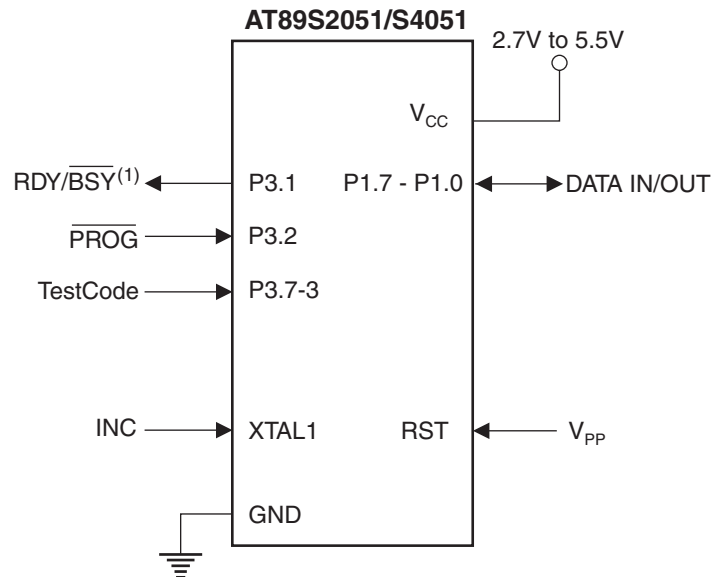 AT89S2051/S4051
2.7V to 5.5V
VCC
RDY/BSY(1)
P3.1
P1.7 - P1.0
DATA IN/OUT
PROG
P3.2
TestCode
P3.7-3
INC
XTAL1
RST
VPP
GND